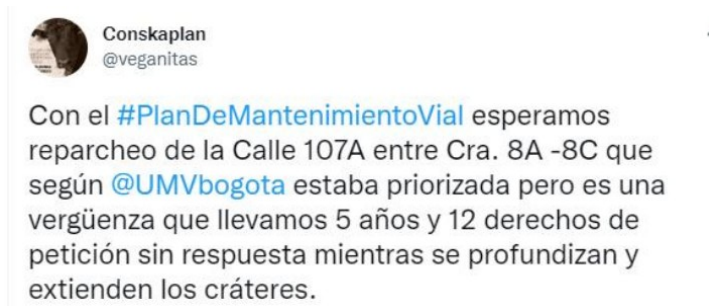 Conskaplan
@veganitas
Con el #PlanDeMantenimientoVial esperamos
reparcheo de la Calle 107A entre Cra. 8A -8C que
según @UMVbogota estaba priorizada pero es una
vergüenza que llevamos 5 años y 12 derechos de
petición sin respuesta mientras se profundizan y
extienden los cráteres.